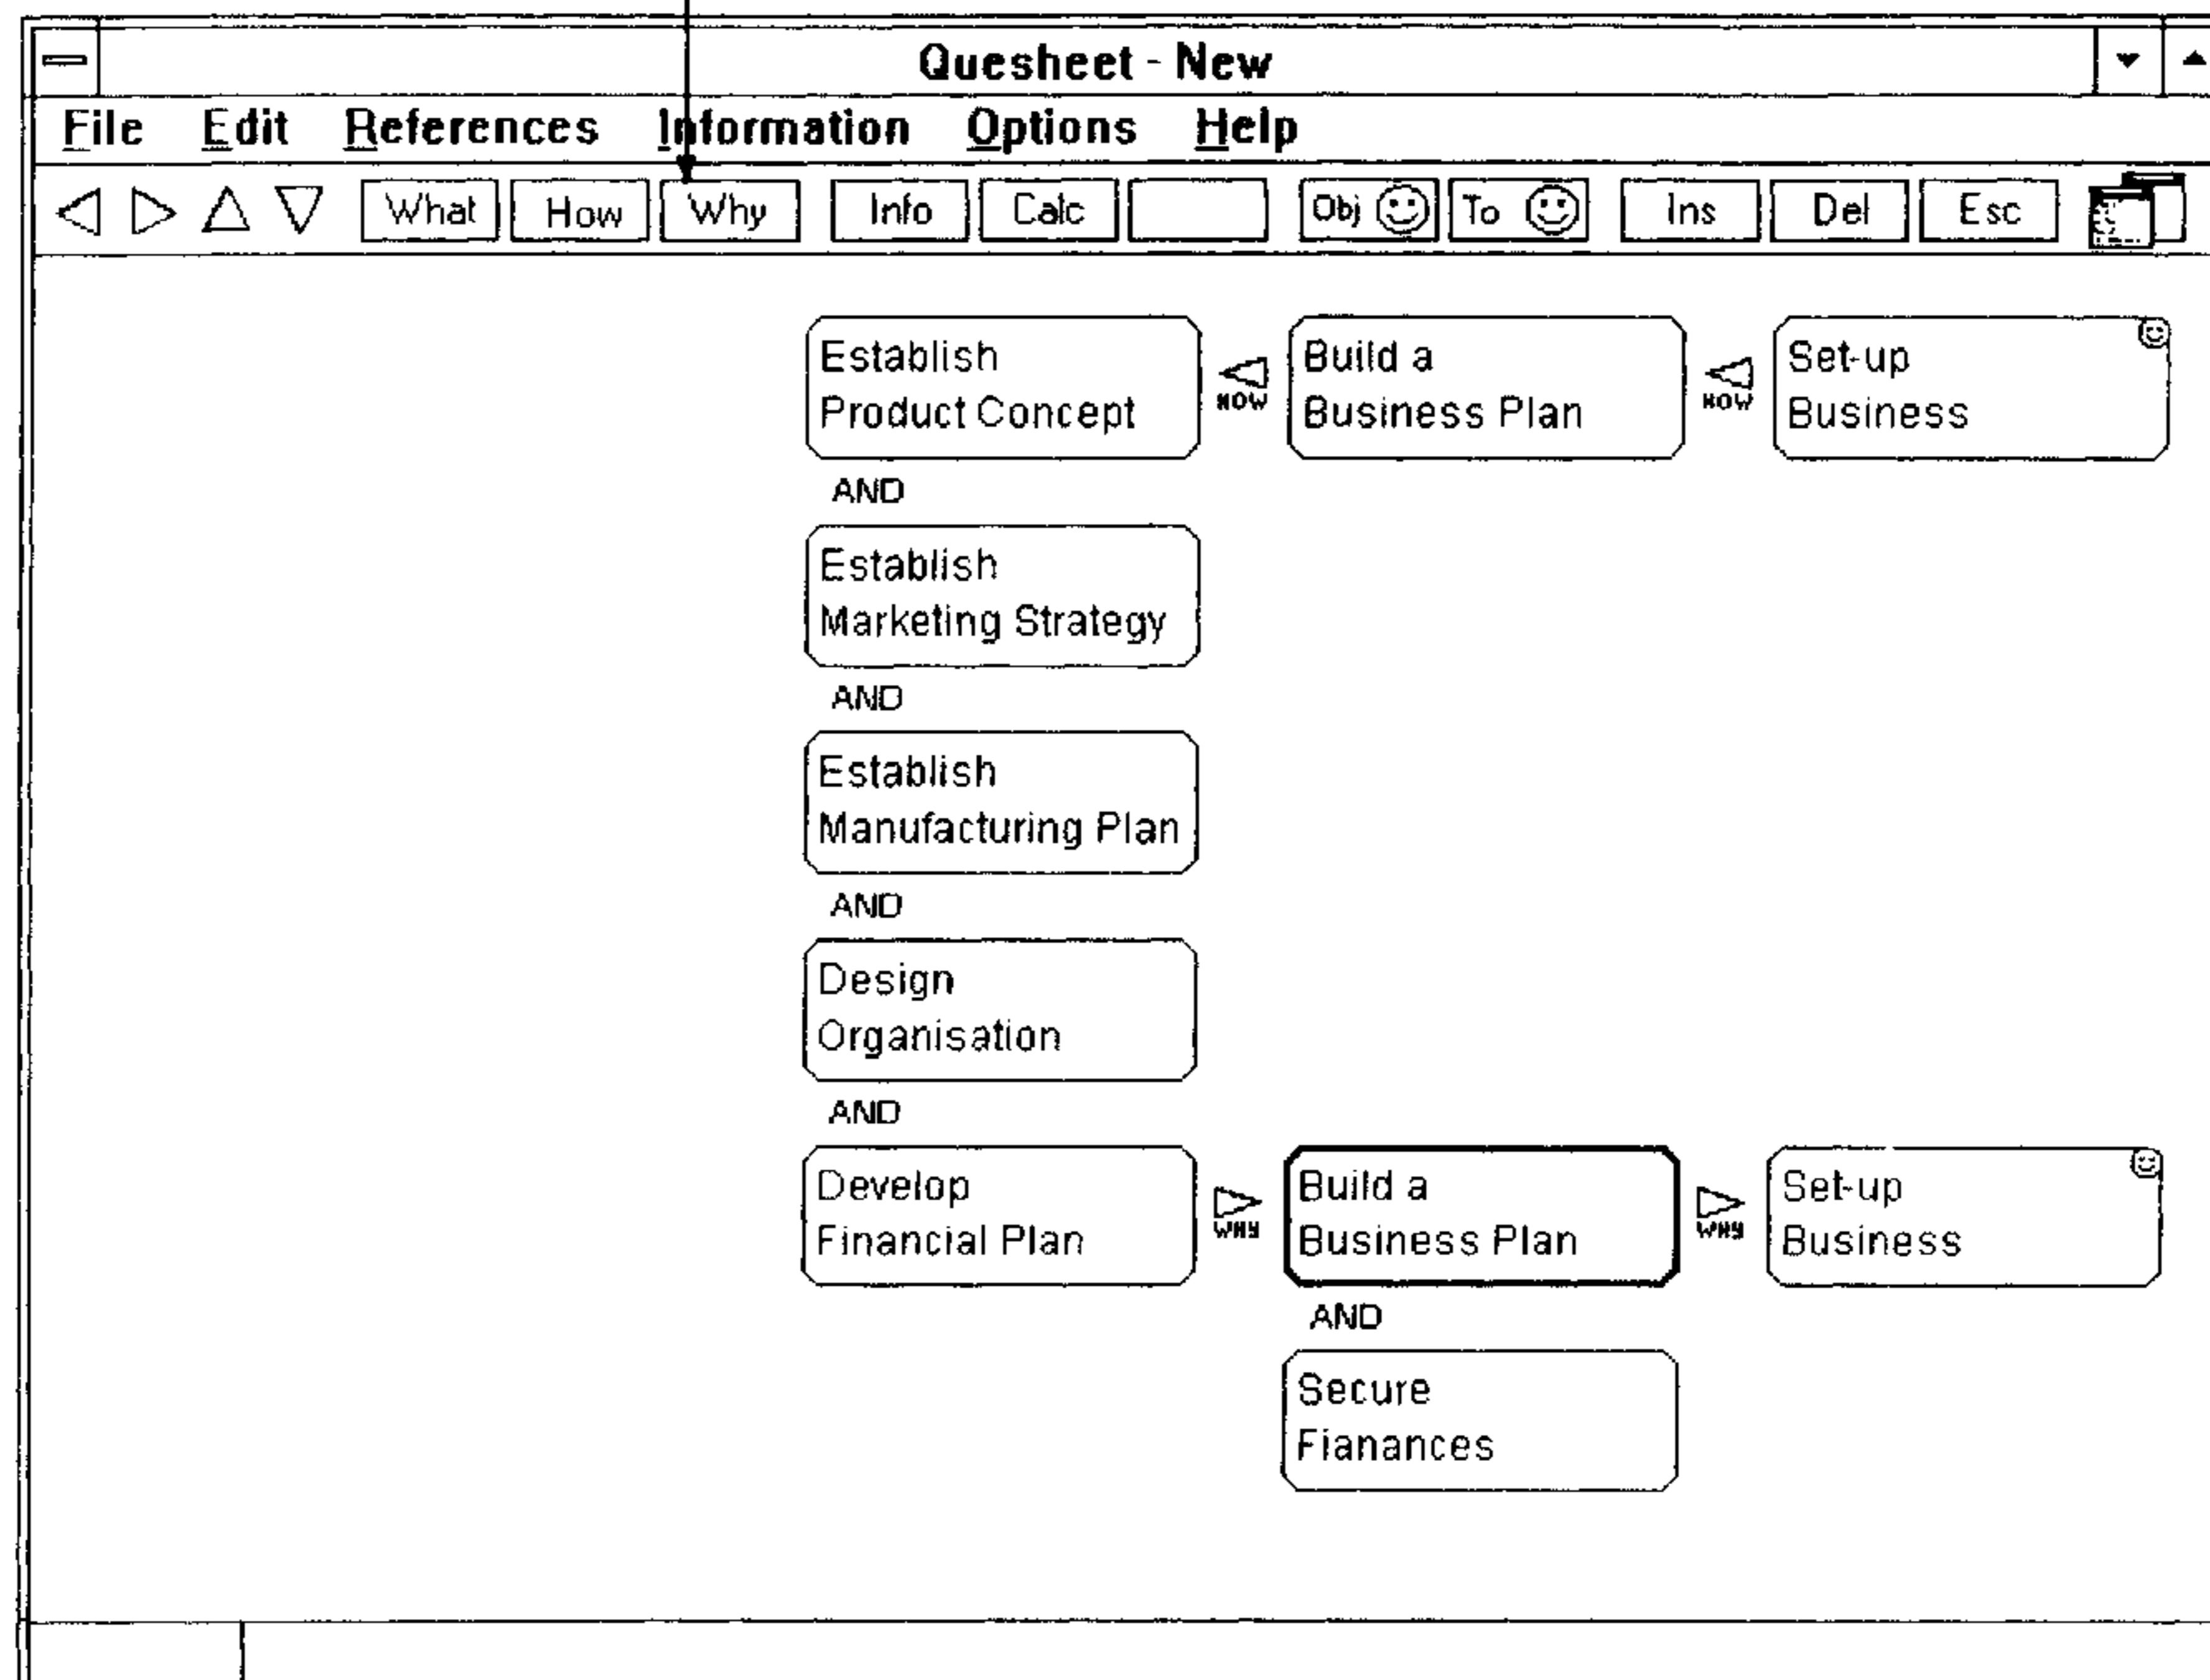 Quesheet - New
File Edit References Information Options Help
What How Why Info Calc Obj To Ins Del Esc
Establish
Product Concept
HOW
Build a
Business Plan
HOW
Set-up
Business
AND
Establish
Marketing Strategy
AND
Establish
Manufacturing Plan
AND
Design
Organisation
AND
Develop
Financial Plan
WHY
Build a
Business Plan
WHY
Set-up
Business
AND
Secure
Fianances